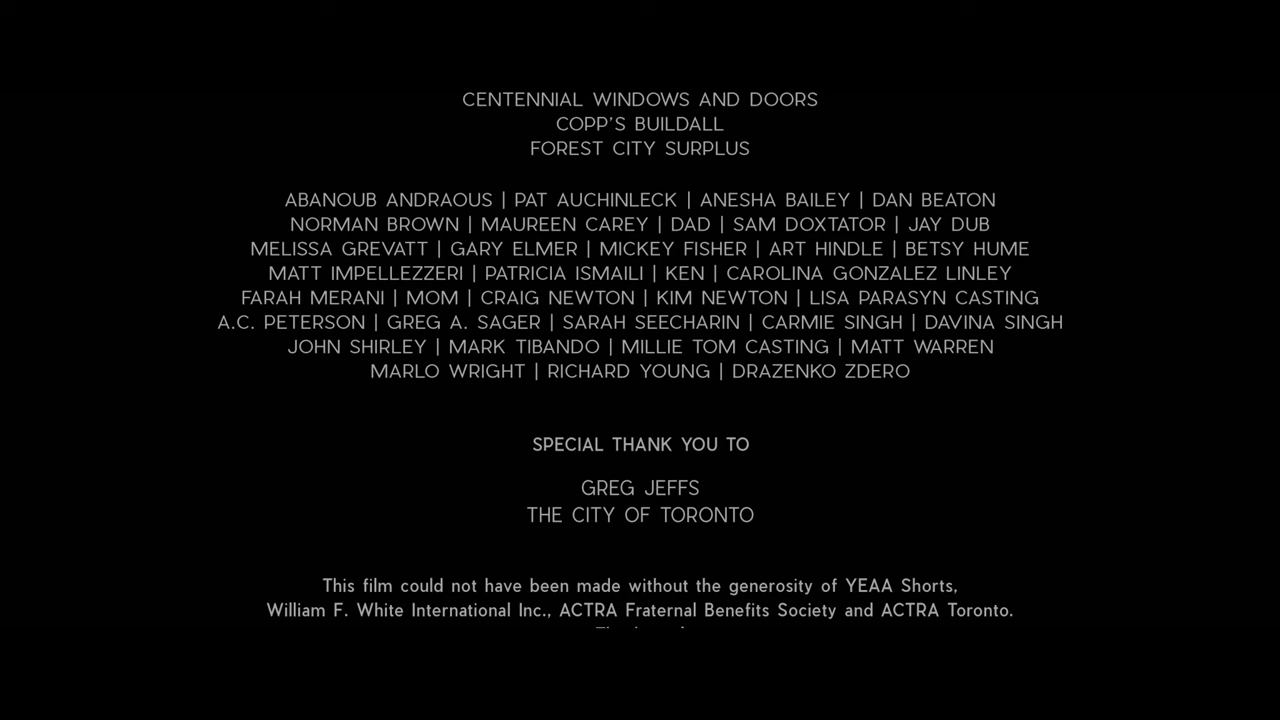 CENTENNIAL WINDOWS AND DOORS
COPP'S BUILDALL
FOREST CITY SURPLUS
ABANOUB ANDRAOUS | PAT AUCHINLECK | ANESHA BAILEY | DAN BEATON
NORMAN BROWN | MAUREEN CAREY | DAD | SAM DOXTATOR | JAY DUB
MELISSA GREVATT | GARY ELMER | MICKEY FISHER | ART HINDLE | BETSY HUME
MATT IMPELLEZZERI | PATRICIA ISMAILI | KEN | CAROLINA GONZALEZ LINLEY
FARAH MERANI | MOM | CRAIG NEWTON | KIM NEWTON | LISA PARASYN CASTING
A.C. PETERSON | GREG A. SAGER | SARAH SEECHARIN | CARMIE SINGH | DAVINA SINGH
JOHN SHIRLEY | MARK TIBANDO | MILLIE TOM CASTING | MATT WARREN
MARLO WRIGHT | RICHARD YOUNG | DRAZENKO ZDERO
SPECIAL THANK YOU TO
GREG JEFFS
THE CITY OF TORONTO
This film could not have been made without the generosity of YEAA Shorts,
William F. White International Inc., ACTRA Fraternal Benefits Society and ACTRA Toronto.